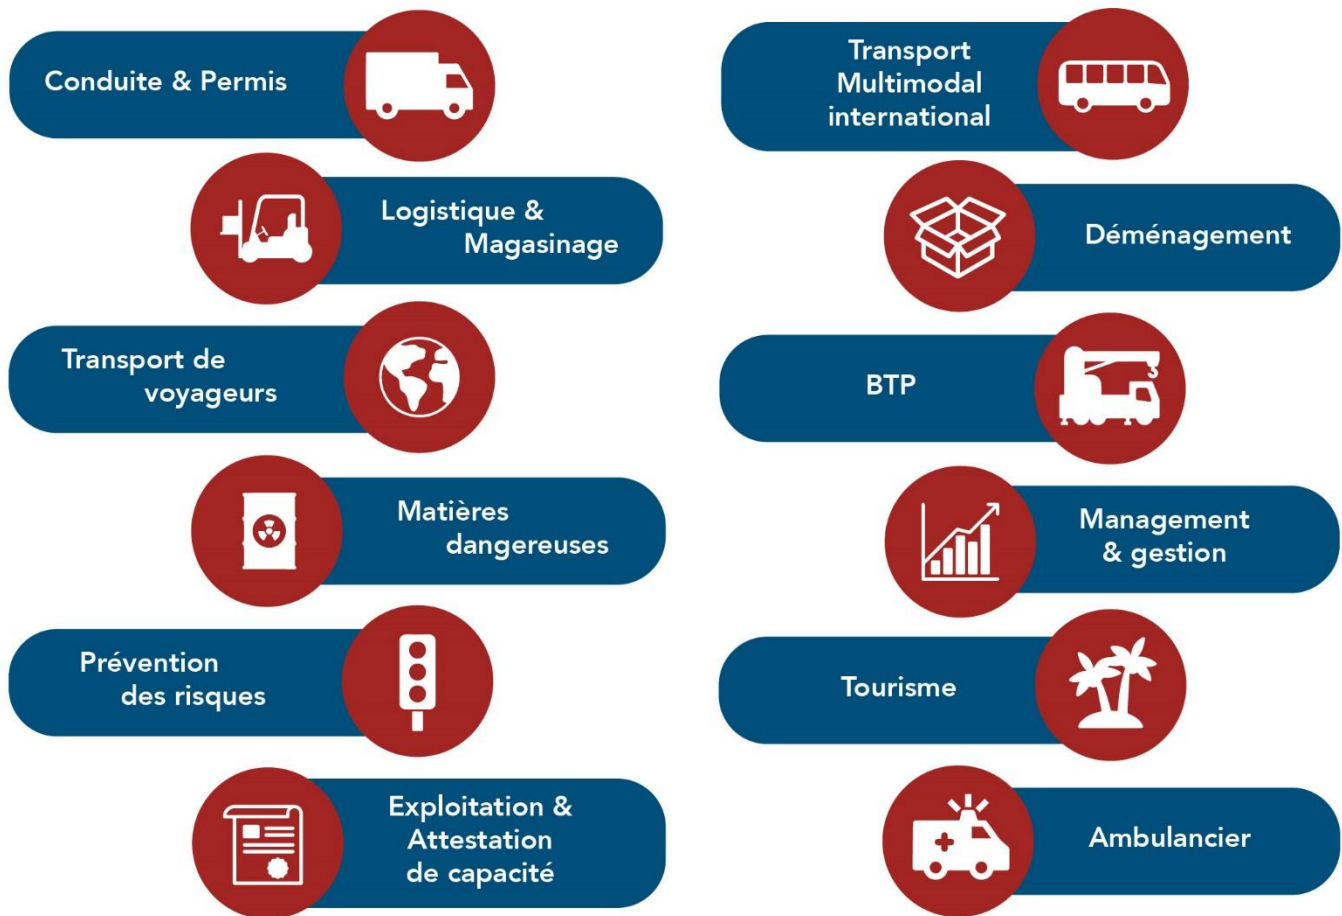 Conduite & Permis
Logistique &
Magasinage
Transport de
voyageurs
Matières
dangereuses
Prévention
des risques
Exploitation &
Attestation
de capacité
Transport
Multimodal
international
Déménagement
BTP
Management
& gestion
Tourisme
Ambulancier